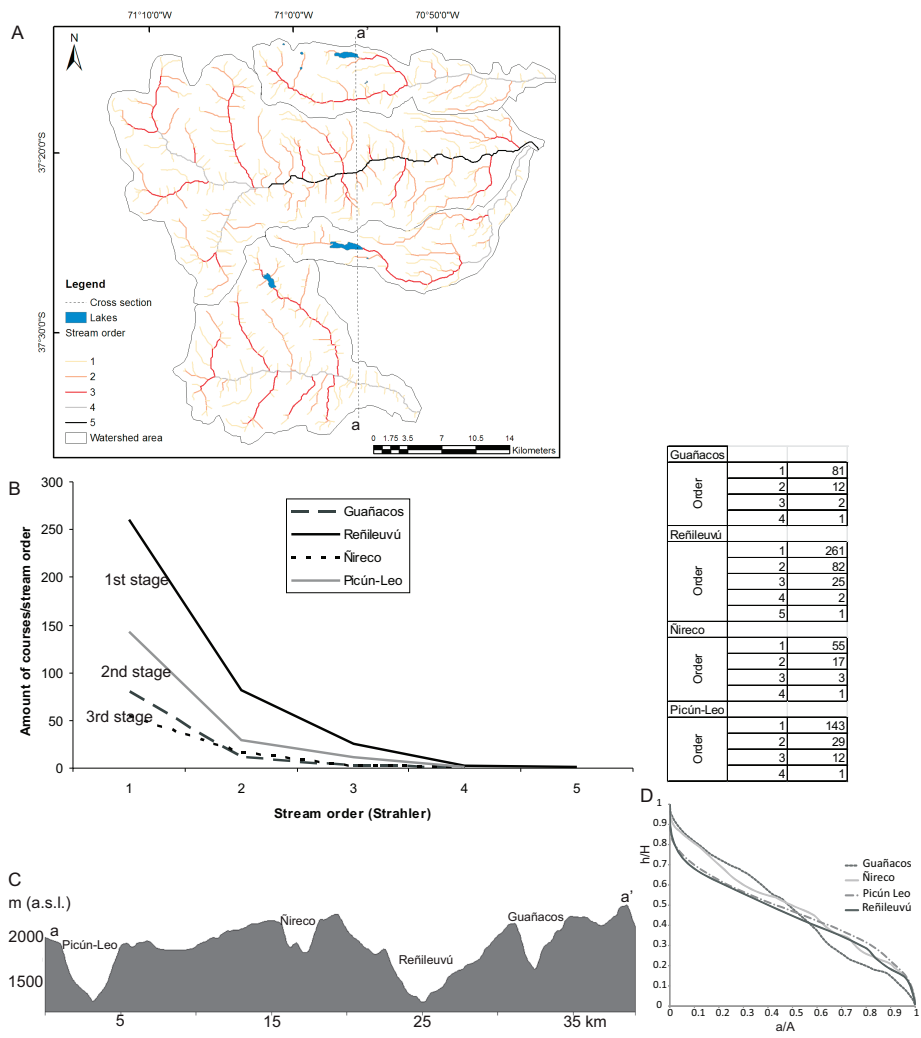 A
71°10'0"W 71°0'0"W 70°50'0"W
N
a'
37°20'0"S
37°30'0"S
Legend
Cross section
Lakes
Stream order
1
2
3
4
5
Watershed area
a
0 1.75 3.5 7 10.5 14
Kilometers
B
Amount of courses/stream order
300
250
200
150
100
50
0
1st stage
2nd stage
3rd stage
Guañacos
Reñileuvú
Ñireco
Picún-Leo
1 2 3 4 5
Stream order (Strahler)
Guañacos
Order
1 81
2 12
3 2
4 1
Reñileuvú
Order
1 261
2 82
3 25
4 2
5 1
Ñireco
Order
1 55
2 17
3 3
4 1
Picún-Leo
Order
1 143
2 29
3 12
4 1
C
m (a.s.l.)
2000
1500
a
Picún-Leo
Ñireco
Reñileuvú
Guañacos
a'
5 15 25 35 km
D
h/H
1
0.9
0.8
0.7
0.6
0.5
0.4
0.3
0.2
0.1
0
Guañacos
Ñireco
Picún Leo
Reñileuvú
0 0.1 0.2 0.3 0.4 0.5 0.6 0.7 0.8 0.9 1
a/A